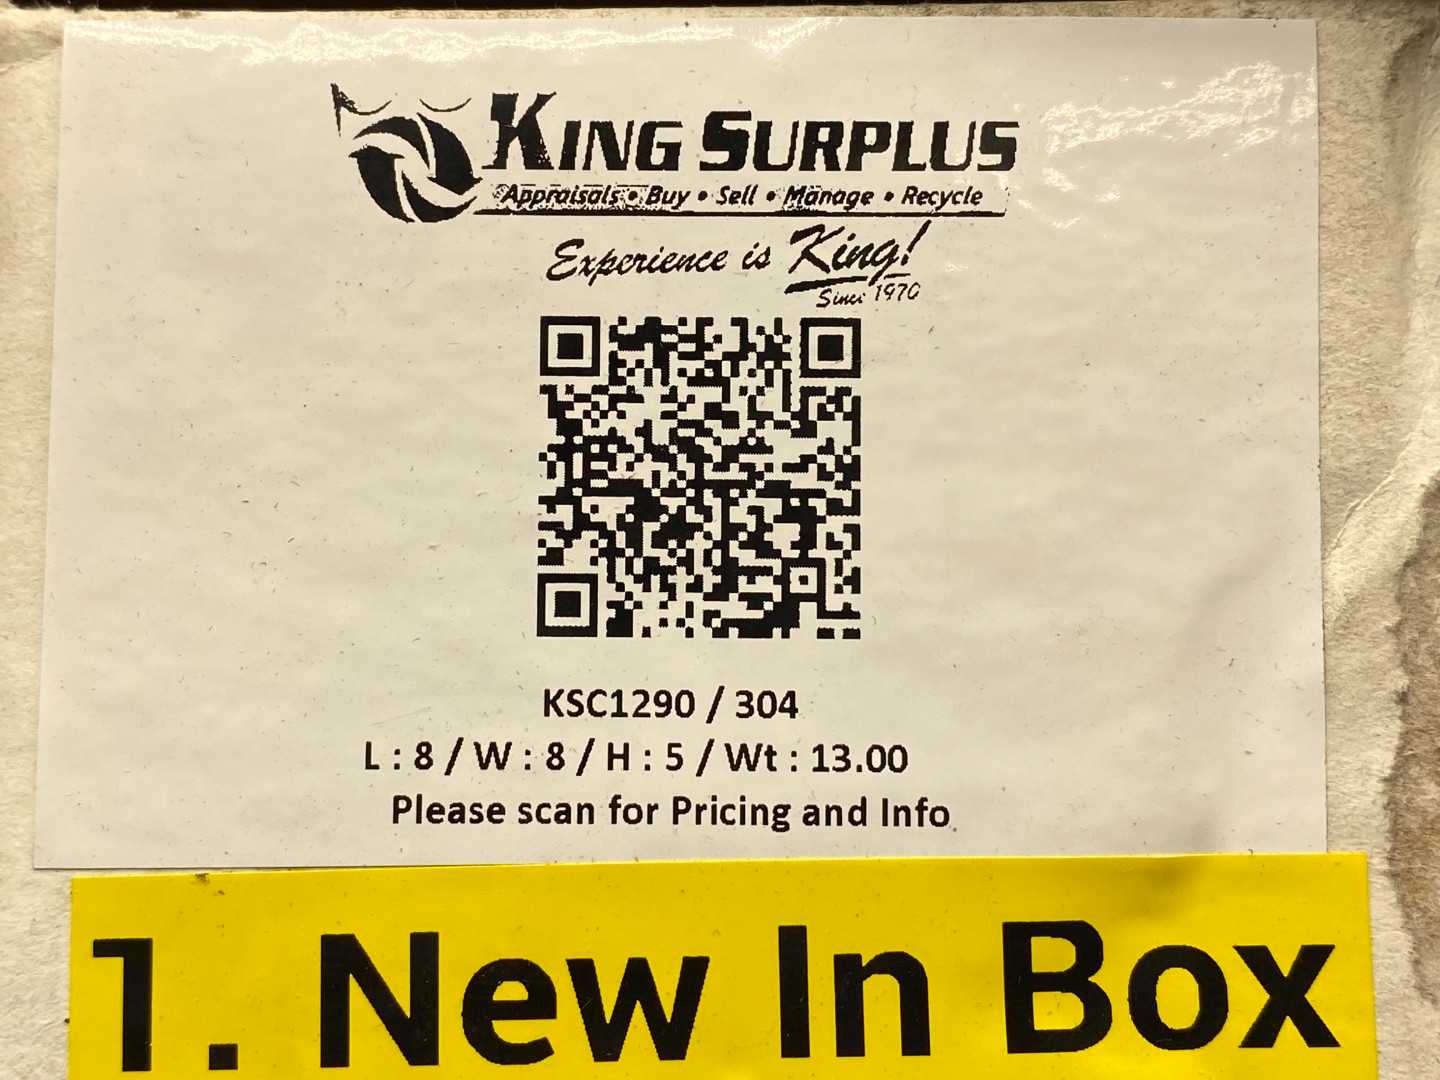 KING SURPLUS
Appraisals • Buy • Sell • Manage • Recycle
Experience is King!
Since 1970
KSC1290 / 304
L : 8 / W : 8 / H : 5 / Wt : 13.00
Please scan for Pricing and Info
1. New In Box